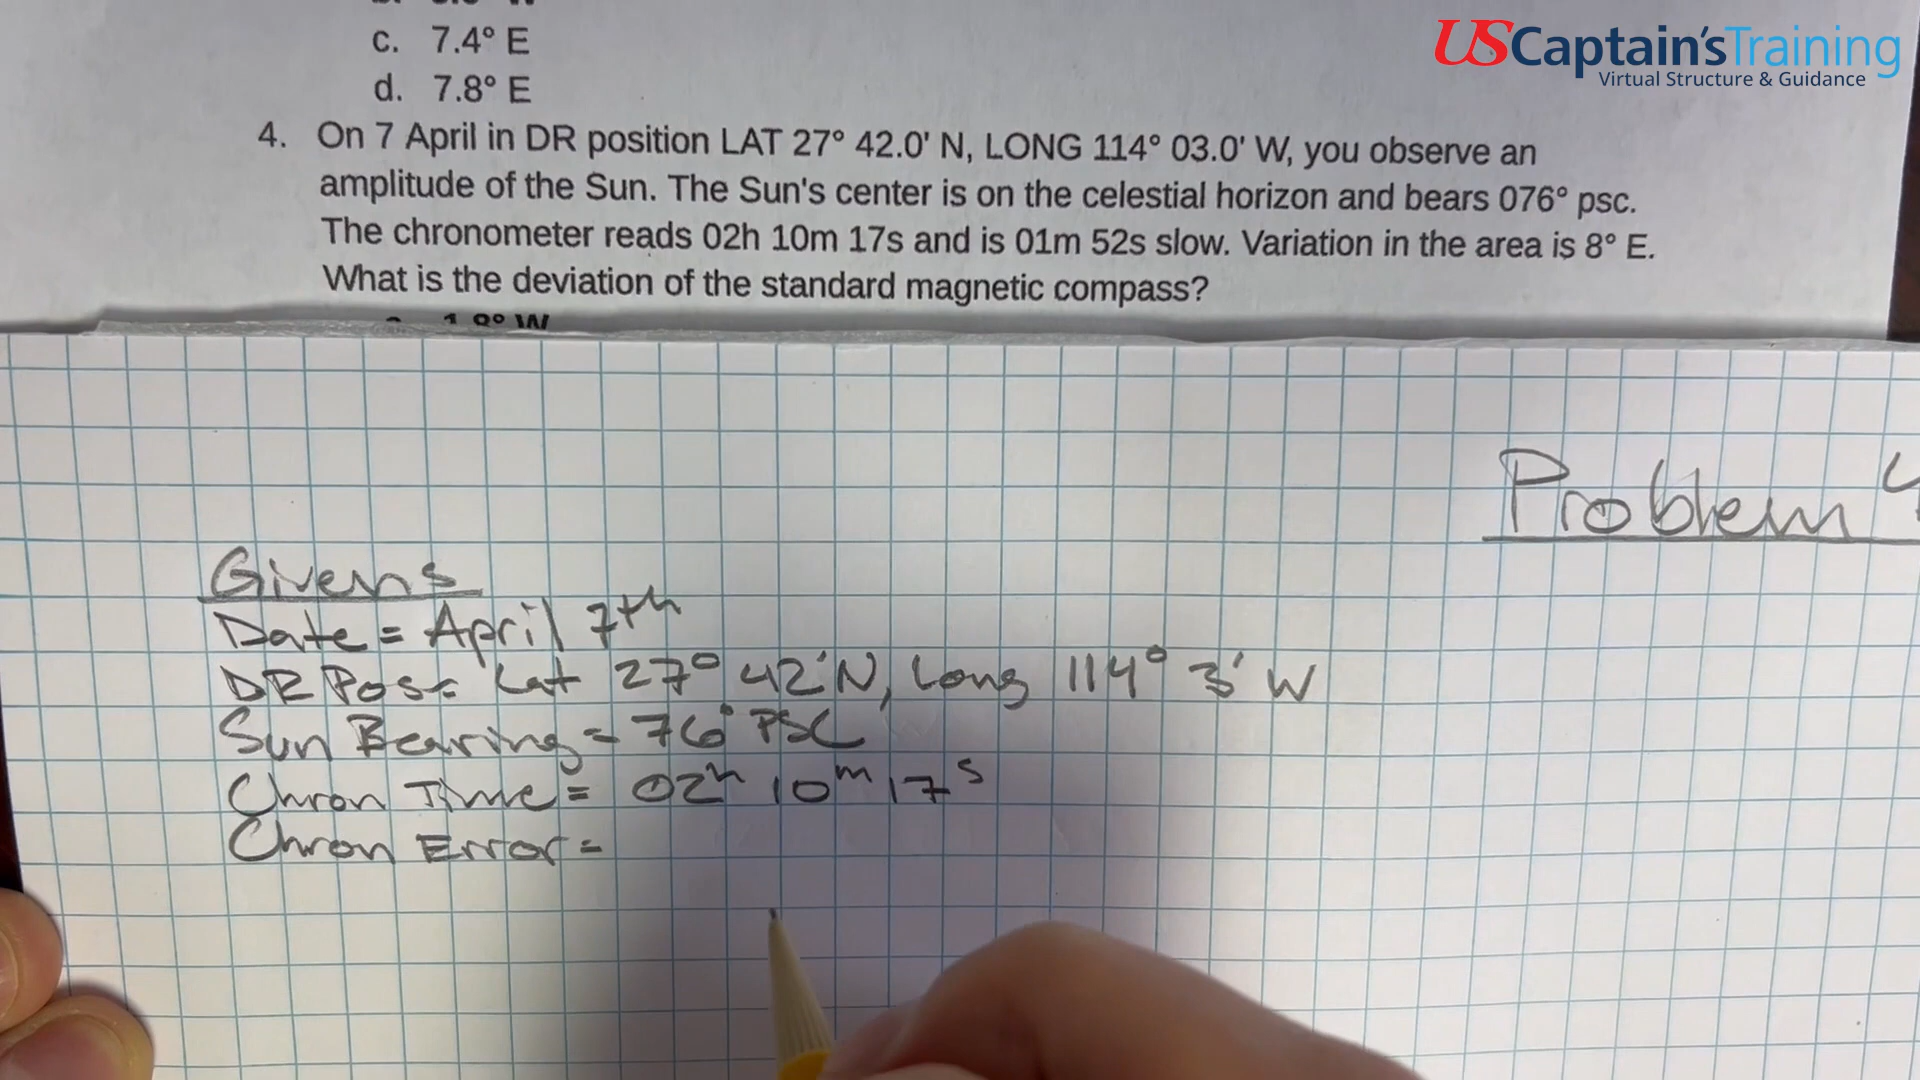 c. 7.4° E
d. 7.8° E
USCaptain'sTraining
Virtual Structure & Guidance
4. On 7 April in DR position LAT 27° 42.0' N, LONG 114° 03.0' W, you observe an
amplitude of the Sun. The Sun's center is on the celestial horizon and bears 076° psc.
The chronometer reads 02h 10m 17s and is 01m 52s slow. Variation in the area is 8° E.
What is the deviation of the standard magnetic compass?
Problem
Givens
Date = April 7th
DR Pos = Lat 27° 42' N, Long 114° 3' W
Sun Bearing = 76° PSC
Chron Time = 02h 10m 17s
Chron Error =